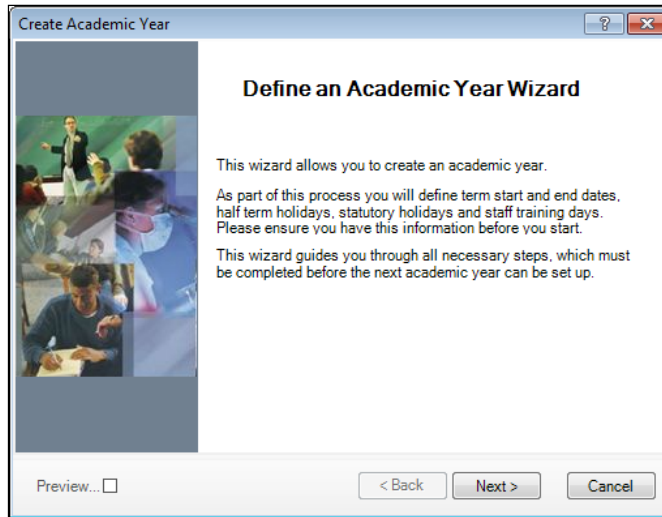 Create Academic Year
?
Define an Academic Year Wizard
This wizard allows you to create an academic year.
As part of this process you will define term start and end dates,
half term holidays, statutory holidays and staff training days.
Please ensure you have this information before you start.
This wizard guides you through all necessary steps, which must
be completed before the next academic year can be set up.
Preview...
< Back
Next >
Cancel